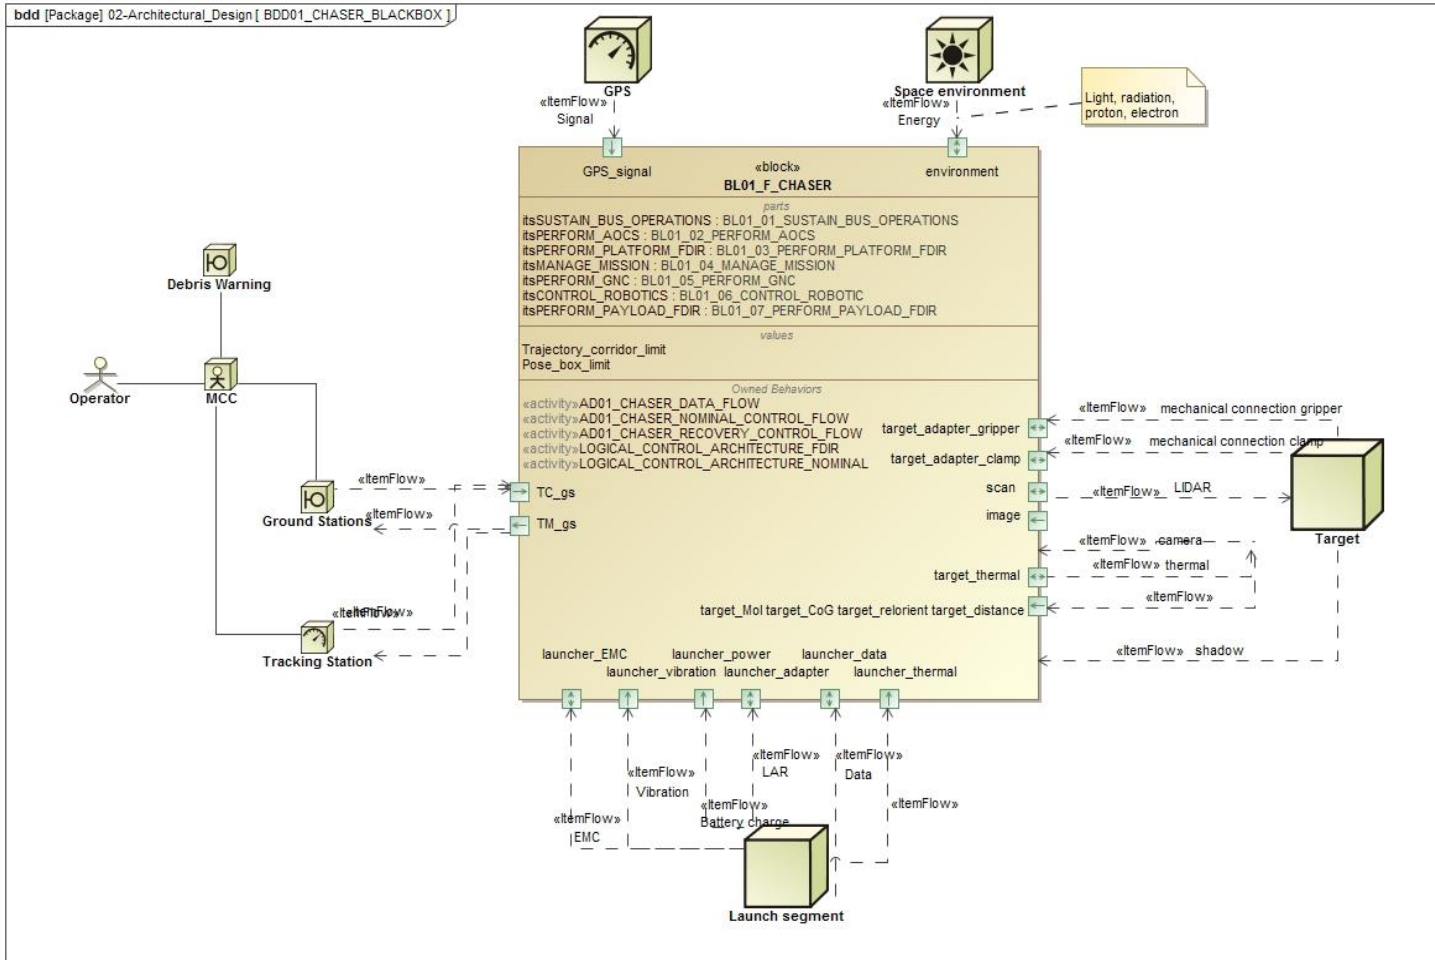 bdd [Package] 02-Architectural_Design [ BDD01_CHASER_BLACKBOX ]
GPS
«ItemFlow»
Signal
Space environment
«ItemFlow»
Energy
Light, radiation,
proton, electron
GPS_signal
«block»
BL01_F_CHASER
environment
parts
itsSUSTAIN_BUS_OPERATIONS : BL01_01_SUSTAIN_BUS_OPERATIONS
itsPERFORM_AOCS : BL01_02_PERFORM_AOCS
itsPERFORM_PLATFORM_FDIR : BL01_03_PERFORM_PLATFORM_FDIR
itsMANAGE_MISSION : BL01_04_MANAGE_MISSION
itsPERFORM_GNC : BL01_05_PERFORM_GNC
itsCONTROL_ROBOTICS : BL01_06_CONTROL_ROBOTIC
itsPERFORM_PAYLOAD_FDIR : BL01_07_PERFORM_PAYLOAD_FDIR
values
Trajectory_corridor_limit
Pose_box_limit
Owned Behaviors
«activity»AD01_CHASER_DATA_FLOW
«activity»AD01_CHASER_NOMINAL_CONTROL_FLOW
«activity»AD01_CHASER_RECOVERY_CONTROL_FLOW
«activity»LOGICAL_CONTROL_ARCHITECTURE_FDIR
«activity»LOGICAL_CONTROL_ARCHITECTURE_NOMINAL
Debris Warning
Operator
MCC
«ItemFlow»
Ground Stations
«ItemFlow»
TC_gs
TM_gs
«ItemFlow»
«ItemFlow»
Tracking Station
target_adapter_gripper
«ItemFlow» mechanical connection gripper
target_adapter_clamp
«ItemFlow» mechanical connection clamp
scan
«ItemFlow» LIDAR
image
Target
«ItemFlow» camera
target_thermal
«ItemFlow» thermal
target_MoI target_CoG target_relorient target_distance
«ItemFlow»
«ItemFlow» shadow
launcher_EMC
launcher_power
launcher_data
launcher_vibration
launcher_adapter
launcher_thermal
«ItemFlow»
EMC
«ItemFlow»
Vibration
«ItemFlow»
Battery charge
«ItemFlow»
LAR
«ItemFlow»
Data
«ItemFlow»
Launch segment